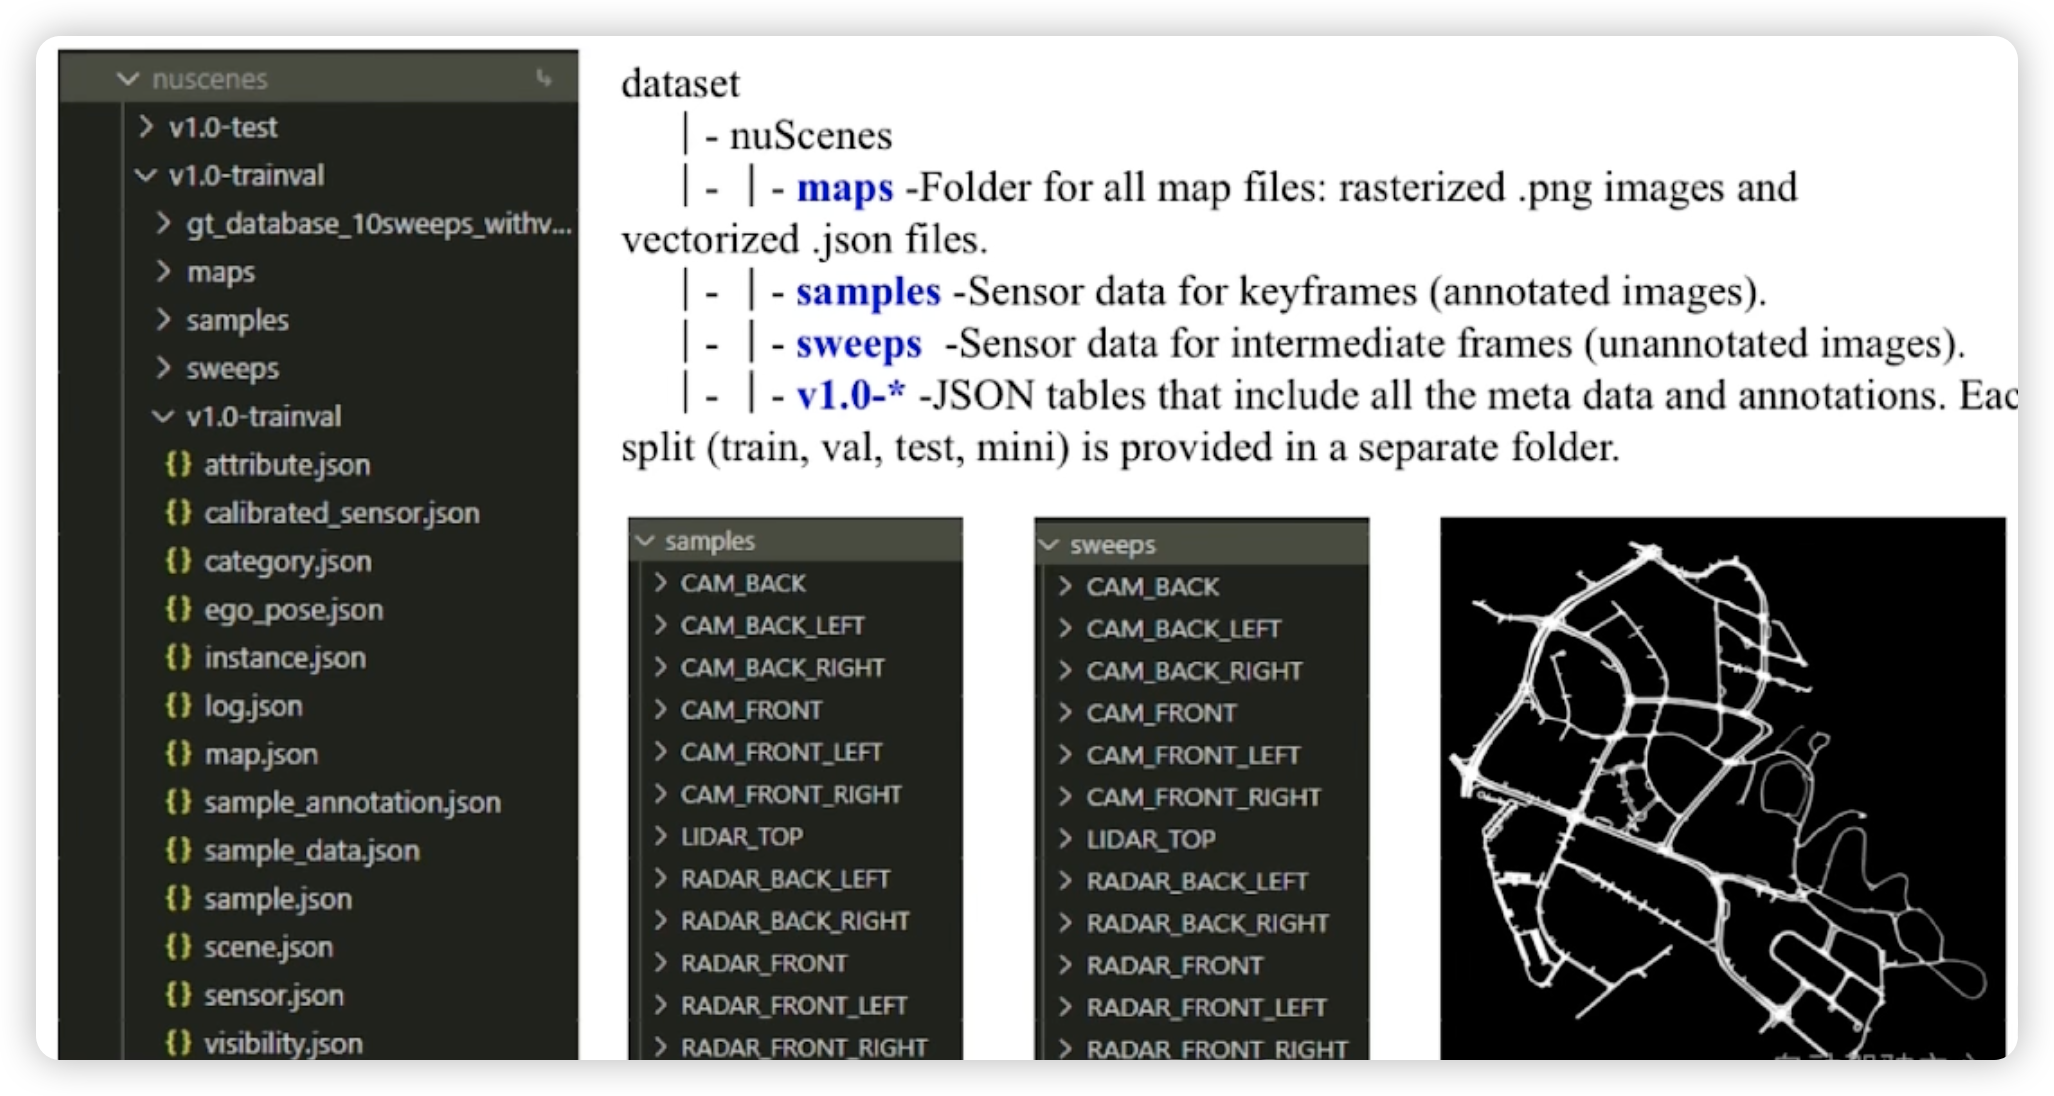 nuscenes
v1.0-test
v1.0-trainval
gt_database_10sweeps_withv...
maps
samples
sweeps
v1.0-trainval
{} attribute.json
{} calibrated_sensor.json
{} category.json
{} ego_pose.json
{} instance.json
{} log.json
{} map.json
{} sample_annotation.json
{} sample_data.json
{} sample.json
{} scene.json
{} sensor.json
{} visibility.json
dataset
| - nuScenes
| - | - maps -Folder for all map files: rasterized .png images and
vectorized .json files.
| - | - samples -Sensor data for keyframes (annotated images).
| - | - sweeps -Sensor data for intermediate frames (unannotated images).
| - | - v1.0-* -JSON tables that include all the meta data and annotations. Eac
split (train, val, test, mini) is provided in a separate folder.
samples
CAM_BACK
CAM_BACK_LEFT
CAM_BACK_RIGHT
CAM_FRONT
CAM_FRONT_LEFT
CAM_FRONT_RIGHT
LIDAR_TOP
RADAR_BACK_LEFT
RADAR_BACK_RIGHT
RADAR_FRONT
RADAR_FRONT_LEFT
RADAR_FRONT_RIGHT
sweeps
CAM_BACK
CAM_BACK_LEFT
CAM_BACK_RIGHT
CAM_FRONT
CAM_FRONT_LEFT
CAM_FRONT_RIGHT
LIDAR_TOP
RADAR_BACK_LEFT
RADAR_BACK_RIGHT
RADAR_FRONT
RADAR_FRONT_LEFT
RADAR_FRONT_RIGHT